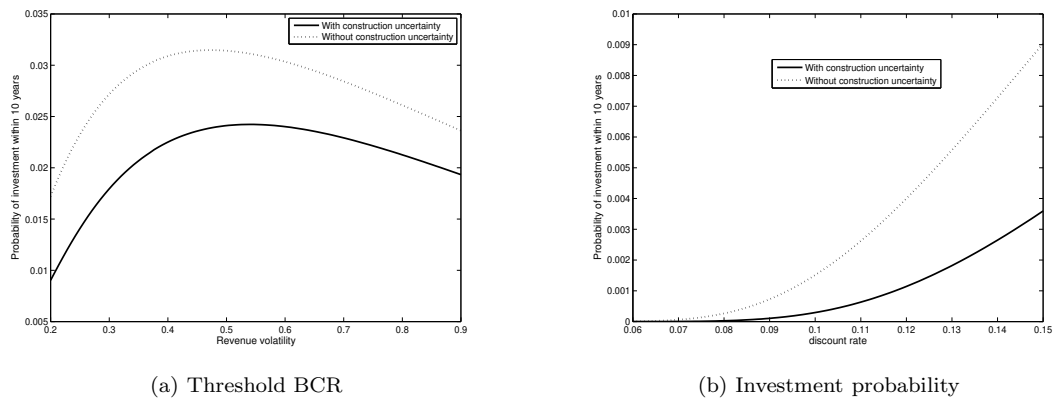 0.035
0.03
0.025
0.02
0.015
0.01
0.005
Probability of investment within 10 years
With construction uncertainty
Without construction uncertainty
0.2 0.3 0.4 0.5 0.6 0.7 0.8 0.9
Revenue volatility
(a) Threshold BCR
0.01
0.009
0.008
0.007
0.006
0.005
0.004
0.003
0.002
0.001
0
Probability of investment within 10 years
With construction uncertainty
Without construction uncertainty
0.06 0.07 0.08 0.09 0.1 0.11 0.12 0.13 0.14 0.15
discount rate
(b) Investment probability